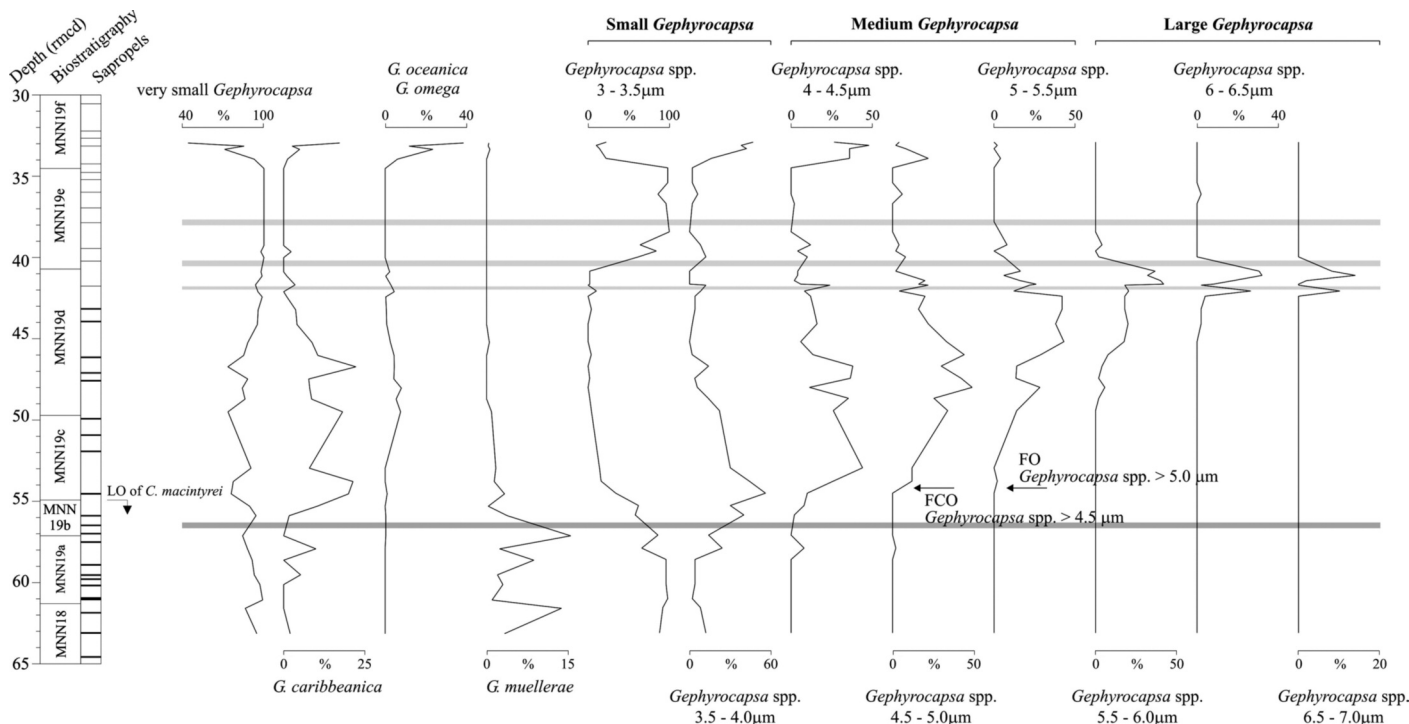 Small Gephyrocapsa
Medium Gephyrocapsa
Large Gephyrocapsa
Depth (rmcd)
Biostratigraphy
Sapropels
very small Gephyrocapsa
G. oceanica
G. omega
Gephyrocapsa spp.
3 - 3.5µm
Gephyrocapsa spp.
4 - 4.5µm
Gephyrocapsa spp.
5 - 5.5µm
Gephyrocapsa spp.
6 - 6.5µm
40 % 100
0 % 40
0 % 100
0 % 50
0 % 50
0 % 40
30
35
40
45
50
55
60
65
MNN19f
MNN19e
MNN19d
MNN19c
MNN
19b
MNN19a
MNN18
LO of C. macintyrei
FO
Gephyrocapsa spp. > 5.0 µm
FCO
Gephyrocapsa spp. > 4.5 µm
0 % 25
0 % 15
0 % 60
0 % 50
0 % 50
0 % 20
G. caribbeanica
G. muellerae
Gephyrocapsa spp.
3.5 - 4.0µm
Gephyrocapsa spp.
4.5 - 5.0µm
Gephyrocapsa spp.
5.5 - 6.0µm
Gephyrocapsa spp.
6.5 - 7.0µm